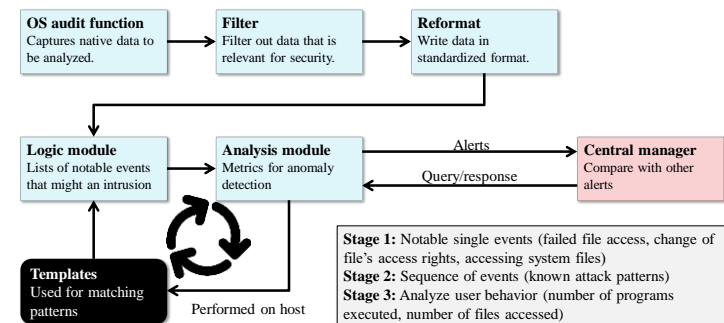 OS audit function
Captures native data to
be analyzed.
Filter
Filter out data that is
relevant for security.
Reformat
Write data in
standardized format.
Logic module
Lists of notable events
that might an intrusion
Analysis module
Metrics for anomaly
detection
Alerts
Query/response
Central manager
Compare with other
alerts
Templates
Used for matching
patterns
Performed on host
Stage 1: Notable single events (failed file access, change of
file's access rights, accessing system files)
Stage 2: Sequence of events (known attack patterns)
Stage 3: Analyze user behavior (number of programs
executed, number of files accessed)